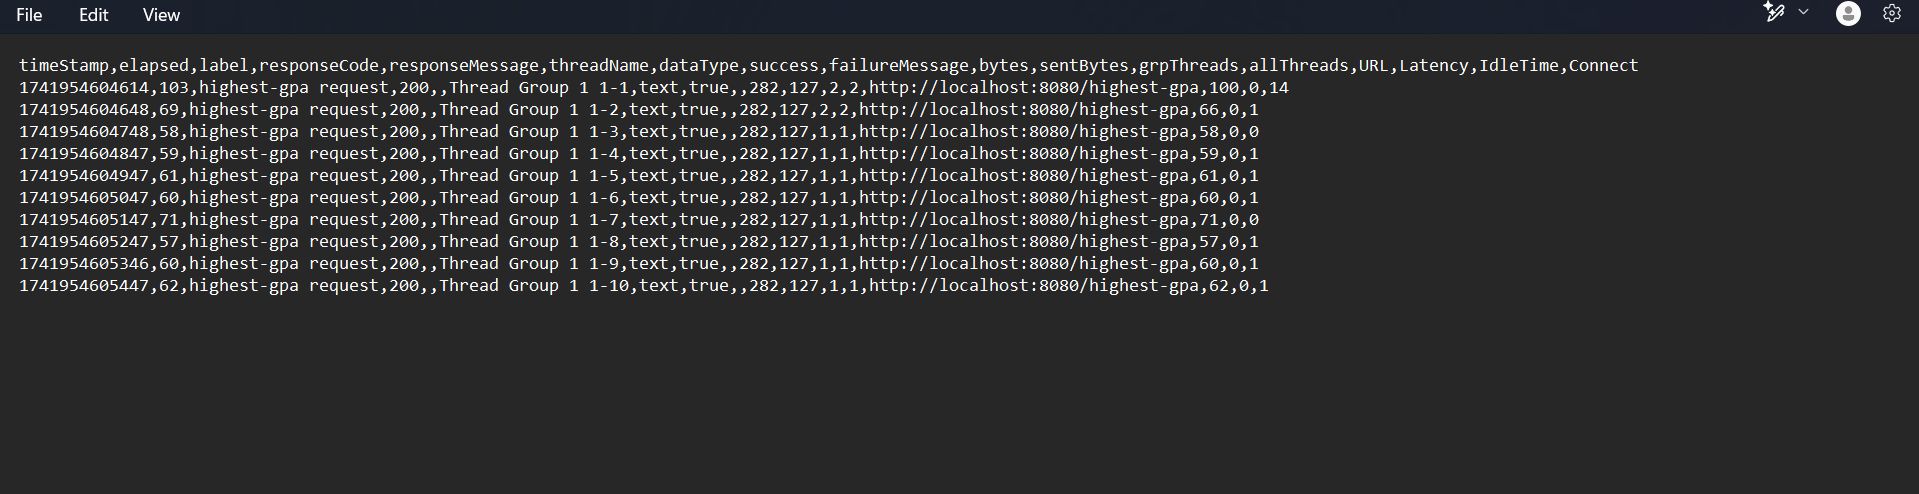 File Edit View
timeStamp,elapsed,label,responseCode,responseMessage,threadName,dataType,success,failureMessage,bytes,sentBytes,grpThreads,allThreads,URL,Latency,IdleTime,Connect
1741954604614,103,highest-gpa request,200,,Thread Group 1 1-1,text,true,,282,127,2,2,http://localhost:8080/highest-gpa,100,0,14
1741954604648,69,highest-gpa request,200,,Thread Group 1 1-2,text,true,,282,127,2,2,http://localhost:8080/highest-gpa,66,0,1
1741954604748,58,highest-gpa request,200,,Thread Group 1 1-3,text,true,,282,127,1,1,http://localhost:8080/highest-gpa,58,0,0
1741954604847,59,highest-gpa request,200,,Thread Group 1 1-4,text,true,,282,127,1,1,http://localhost:8080/highest-gpa,59,0,1
1741954604947,61,highest-gpa request,200,,Thread Group 1 1-5,text,true,,282,127,1,1,http://localhost:8080/highest-gpa,61,0,1
1741954605047,60,highest-gpa request,200,,Thread Group 1 1-6,text,true,,282,127,1,1,http://localhost:8080/highest-gpa,60,0,1
1741954605147,71,highest-gpa request,200,,Thread Group 1 1-7,text,true,,282,127,1,1,http://localhost:8080/highest-gpa,71,0,0
1741954605247,57,highest-gpa request,200,,Thread Group 1 1-8,text,true,,282,127,1,1,http://localhost:8080/highest-gpa,57,0,1
1741954605346,60,highest-gpa request,200,,Thread Group 1 1-9,text,true,,282,127,1,1,http://localhost:8080/highest-gpa,60,0,1
1741954605447,62,highest-gpa request,200,,Thread Group 1 1-10,text,true,,282,127,1,1,http://localhost:8080/highest-gpa,62,0,1